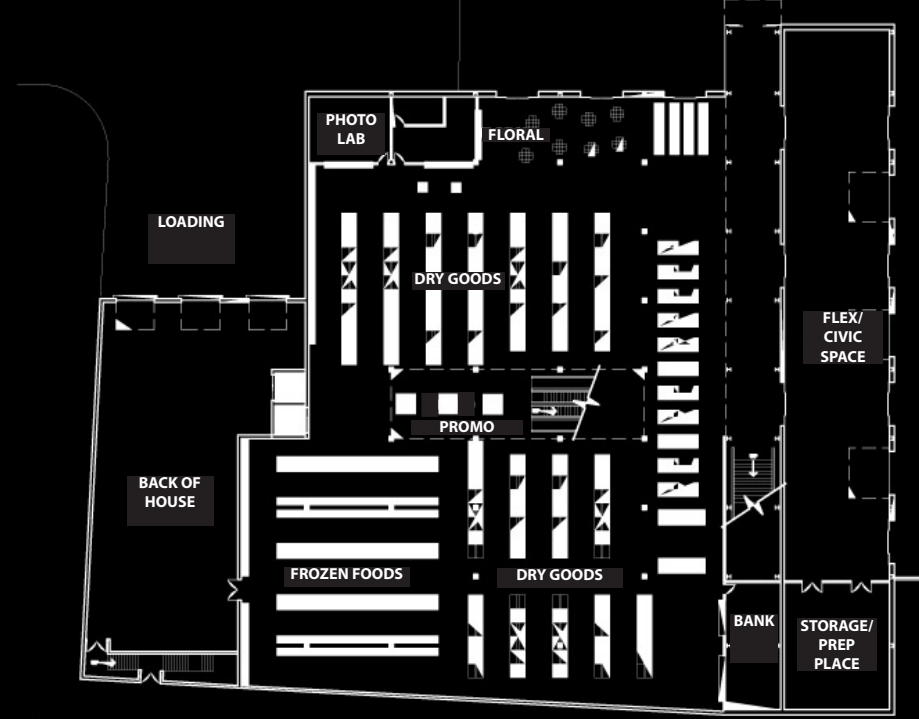 PHOTO
LAB
FLORAL
LOADING
DRY GOODS
FLEX/
CIVIC
SPACE
PROMO
BACK OF
HOUSE
FROZEN FOODS
DRY GOODS
BANK
STORAGE/
PREP
PLACE